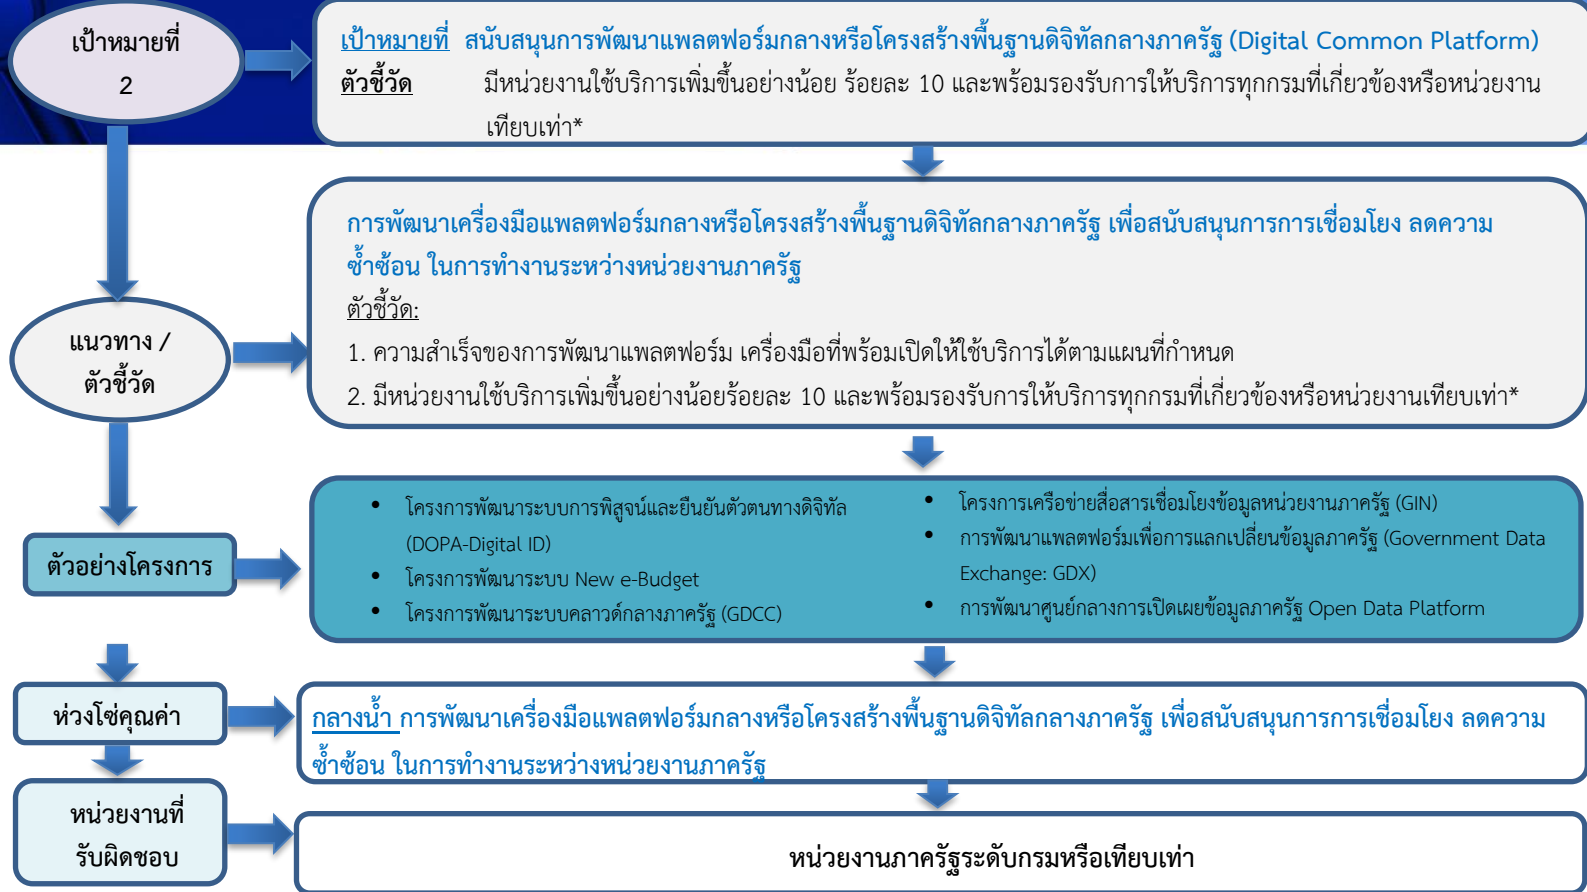 เป้าหมายที่
2
เป้าหมายที่ สนับสนุนการพัฒนาแพลตฟอร์มกลางหรือโครงสร้างพื้นฐานดิจิทัลกลางภาครัฐ (Digital Common Platform)
ตัวชี้วัด มีหน่วยงานใช้บริการเพิ่มขึ้นอย่างน้อย ร้อยละ 10 และพร้อมรองรับการให้บริการทุกกรมที่เกี่ยวข้องหรือหน่วยงาน
เทียบเท่า*
แนวทาง /
ตัวชี้วัด
การพัฒนาเครื่องมือแพลตฟอร์มกลางหรือโครงสร้างพื้นฐานดิจิทัลกลางภาครัฐ เพื่อสนับสนุนการการเชื่อมโยง ลดความ
ซ้ำซ้อน ในการทำงานระหว่างหน่วยงานภาครัฐ
ตัวชี้วัด:
1. ความสำเร็จของการพัฒนาแพลตฟอร์ม เครื่องมือที่พร้อมเปิดให้ใช้บริการได้ตามแผนที่กำหนด
2. มีหน่วยงานใช้บริการเพิ่มขึ้นอย่างน้อยร้อยละ 10 และพร้อมรองรับการให้บริการทุกกรมที่เกี่ยวข้องหรือหน่วยงานเทียบเท่า*
ตัวอย่างโครงการ
• โครงการพัฒนาระบบการพิสูจน์และยืนยันตัวตนทางดิจิทัล
(DOPA-Digital ID)
• โครงการพัฒนาระบบ New e-Budget
• โครงการพัฒนาระบบคลาวด์กลางภาครัฐ (GDCC)
• โครงการเครือข่ายสื่อสารเชื่อมโยงข้อมูลหน่วยงานภาครัฐ (GIN)
• การพัฒนาแพลตฟอร์มเพื่อการแลกเปลี่ยนข้อมูลภาครัฐ (Government Data
Exchange: GDX)
• การพัฒนาศูนย์กลางการเปิดเผยข้อมูลภาครัฐ Open Data Platform
ห่วงโซ่คุณค่า
กลางน้ำ การพัฒนาเครื่องมือแพลตฟอร์มกลางหรือโครงสร้างพื้นฐานดิจิทัลกลางภาครัฐ เพื่อสนับสนุนการการเชื่อมโยง ลดความ
ซ้ำซ้อน ในการทำงานระหว่างหน่วยงานภาครัฐ
หน่วยงานที่
รับผิดชอบ
หน่วยงานภาครัฐระดับกรมหรือเทียบเท่า